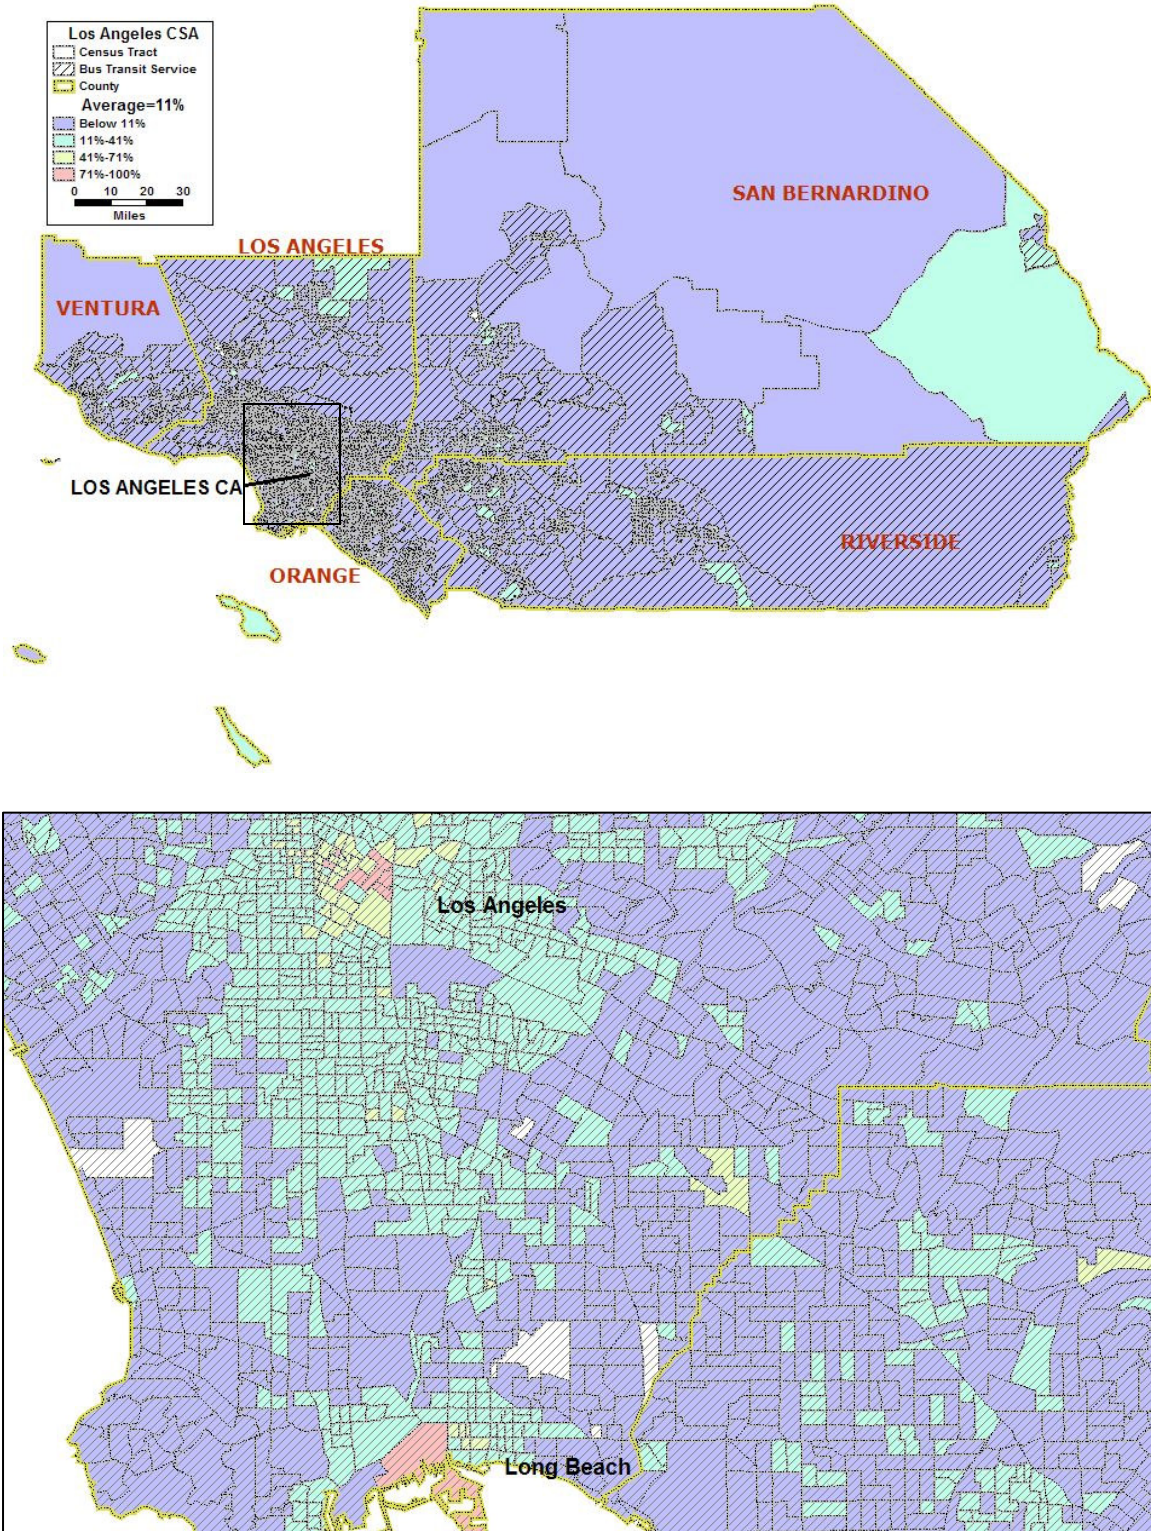 Los Angeles CSA
Census Tract
Bus Transit Service
County
Average=11%
Below 11%
11%-41%
41%-71%
71%-100%
0 10 20 30
Miles
SAN BERNARDINO
LOS ANGELES
VENTURA
LOS ANGELES CA
RIVERSIDE
ORANGE
Los Angeles
Long Beach